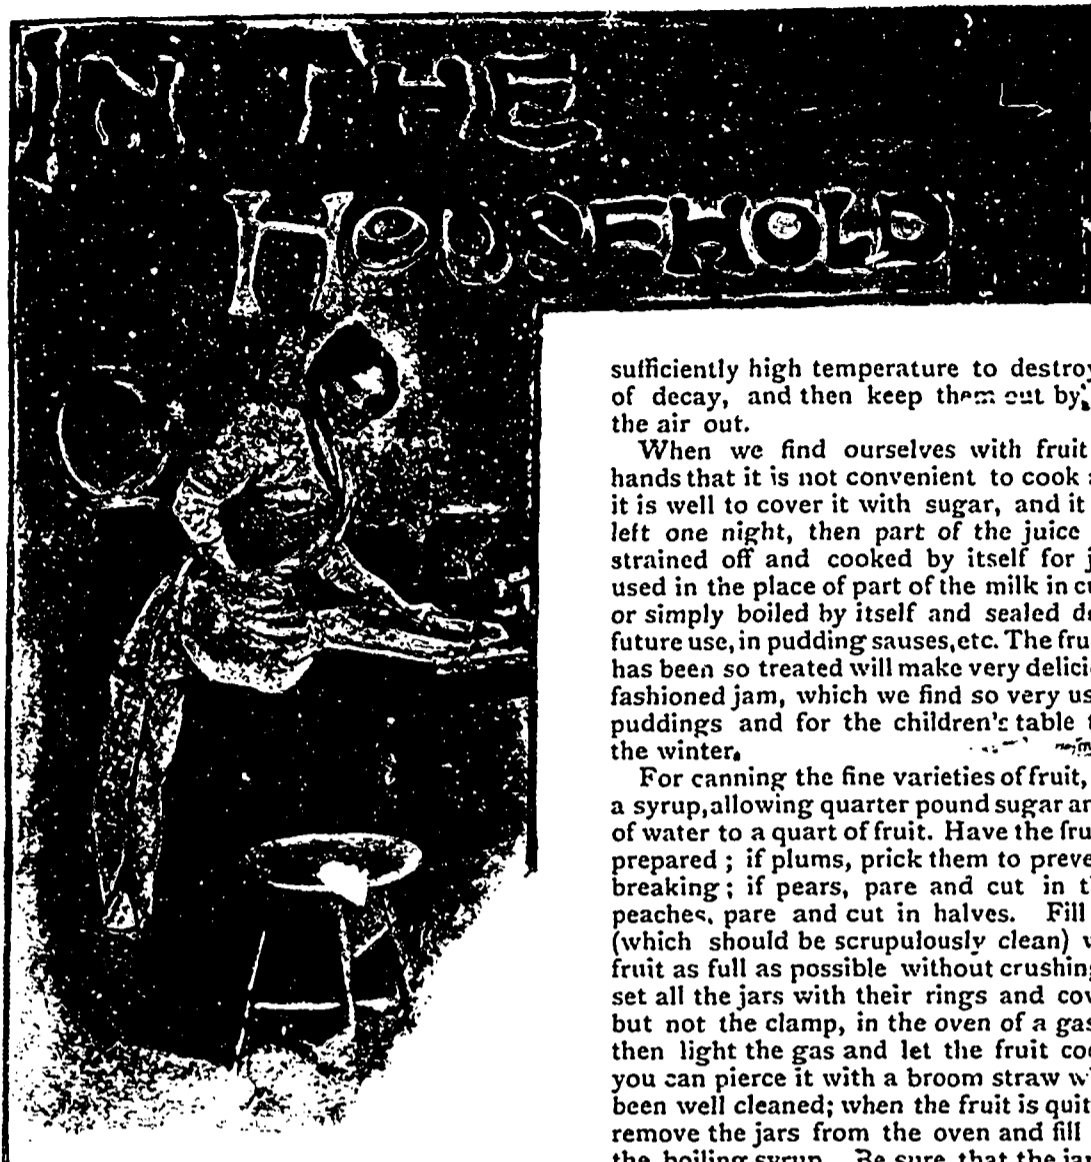 IN THE
HOUSEHOLD
sufficiently high temperature to destroy
of decay, and then keep them out by
the air out.
When we find ourselves with fruit
hands that it is not convenient to cook
it is well to cover it with sugar, and it
left one night, then part of the juice
strained off and cooked by itself for
used in the place of part of the milk in
or simply boiled by itself and sealed
future use, in pudding sauses, etc. The
has been so treated will make very
fashioned jam, which we find so very
puddings and for the children's table
the winter.
For canning the fine varieties of fruit,
a syrup, allowing quarter pound sugar
of water to a quart of fruit. Have the
prepared; if plums, prick them to
breaking; if pears, pare and cut in
peaches, pare and cut in halves. Fill
(which should be scrupulously clean)
fruit as full as possible without
set all the jars with their rings and
but not the clamp, in the oven of a gas
then light the gas and let the fruit
you can pierce it with a broom straw
been well cleaned; when the fruit is
remove the jars from the oven and fill
the boiling syrup. Be sure that the